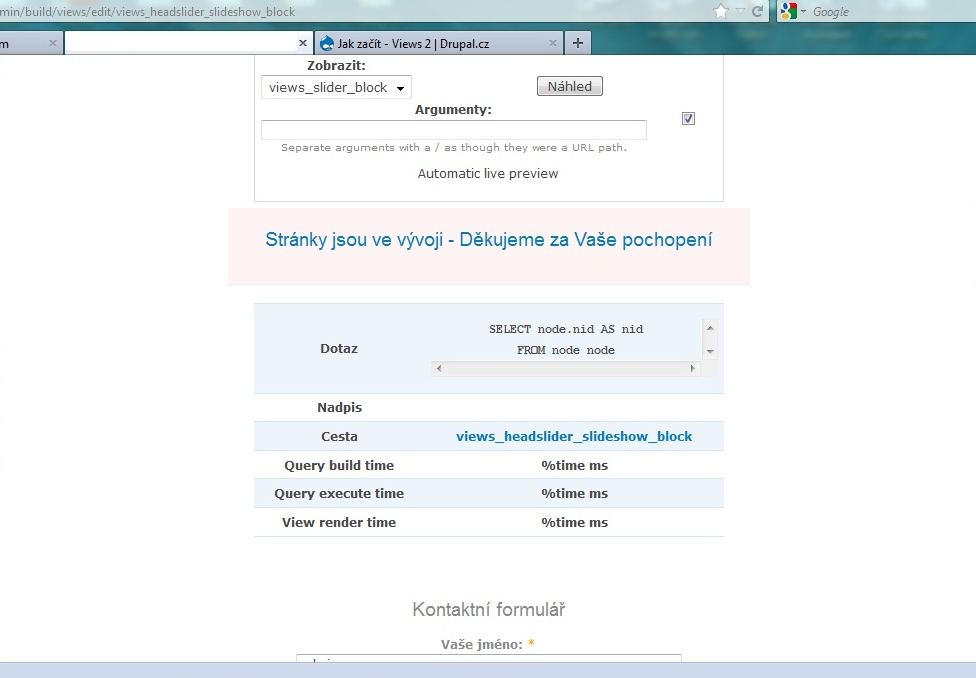 min/build/views/edit/views_headslider_slideshow_block
Google
m
Jak začít - Views 2 | Drupal.cz
Zobrazit:
views_slider_block
Náhled
Argumenty:
Separate arguments with a / as though they were a URL path.
Automatic live preview
Stránky jsou ve vývoji - Děkujeme za Vaše pochopení
Dotaz
SELECT node.nid AS nid
FROM node node
Nadpis
Cesta views_headslider_slideshow_block
Query build time %time ms
Query execute time %time ms
View render time %time ms
Kontaktní formulář
Vaše jméno: *